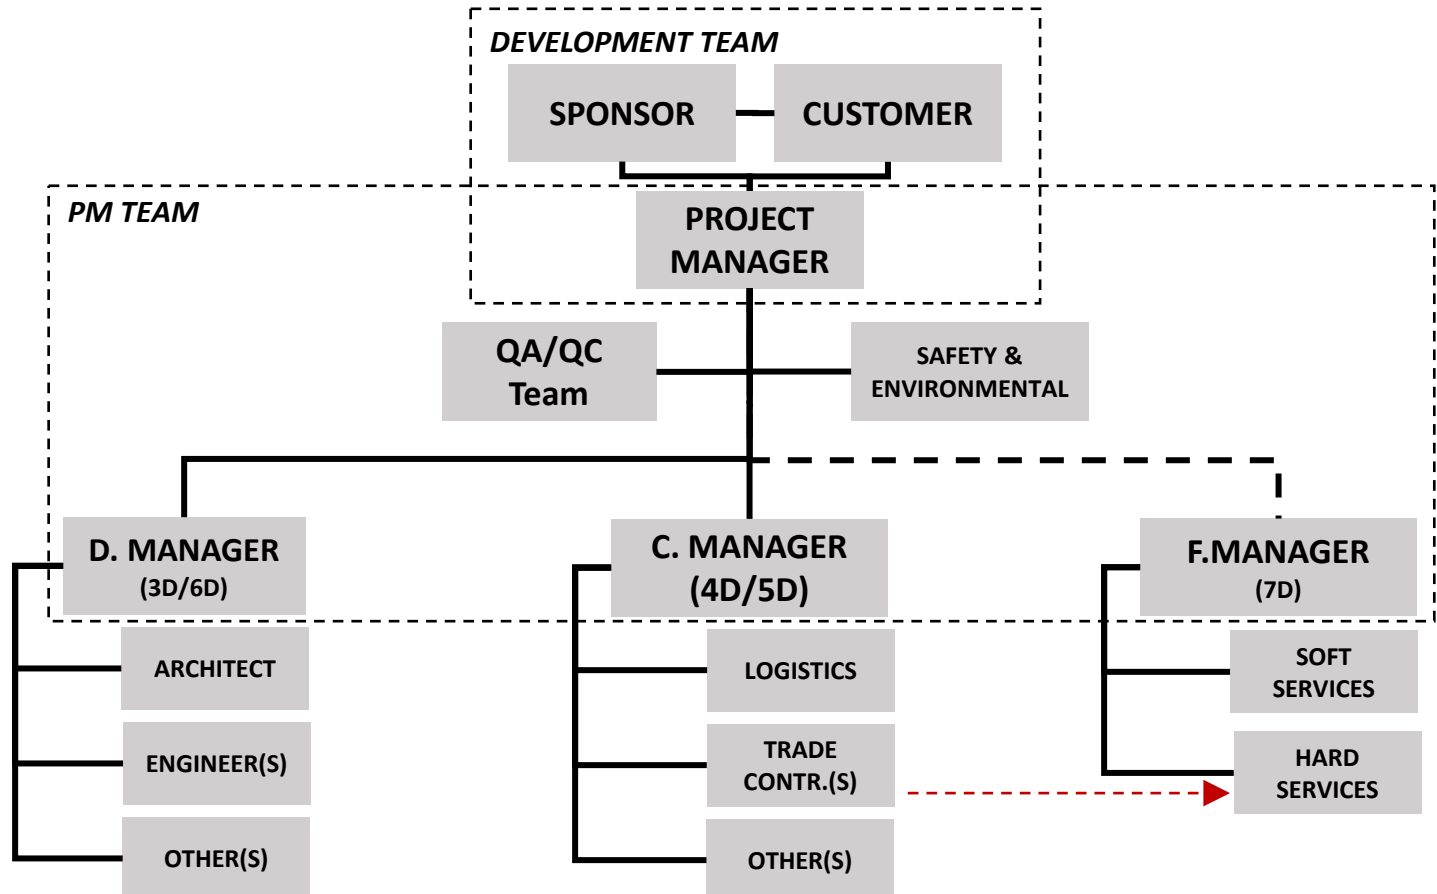 DEVELOPMENT TEAM
SPONSOR
CUSTOMER
PM TEAM
PROJECT
MANAGER
QA/QC
Team
SAFETY &
ENVIRONMENTAL
D. MANAGER
(3D/6D)
C. MANAGER
(4D/5D)
F.MANAGER
(7D)
ARCHITECT
ENGINEER(S)
OTHER(S)
LOGISTICS
TRADE
CONTR.(S)
OTHER(S)
SOFT
SERVICES
HARD
SERVICES